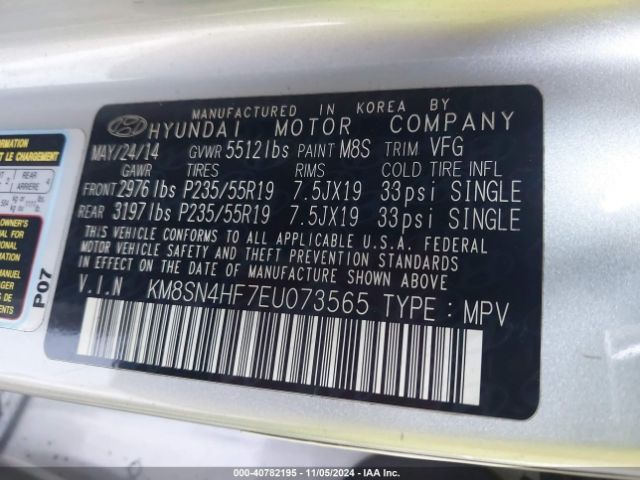 MANUFACTURED IN KOREA BY
HYUNDAI MOTOR COMPANY
MAY/24/14 GVWR 5512lbs PAINT M8S TRIM VFG
GAWR TIRES RIMS COLD TIRE INFL
FRONT 2976lbs P235/55R19 7.5JX19 33psi SINGLE
REAR 3197lbs P235/55R19 7.5JX19 33psi SINGLE
THIS VEHICLE CONFORMS TO ALL APPLICABLE U.S.A. FEDERAL
MOTOR VEHICLE SAFETY AND THEFT PREVENTION STANDARDS
IN EFFECT ON THE DATE OF MANUFACTURE SHOWN ABOVE.
V.I.N KM8SN4HF7EU073565 TYPE : MPV
T LE CHARGEMENT
REAR
ARRIÈRE
P07
000-40782195 - 11/05/2024 - IAA Inc.